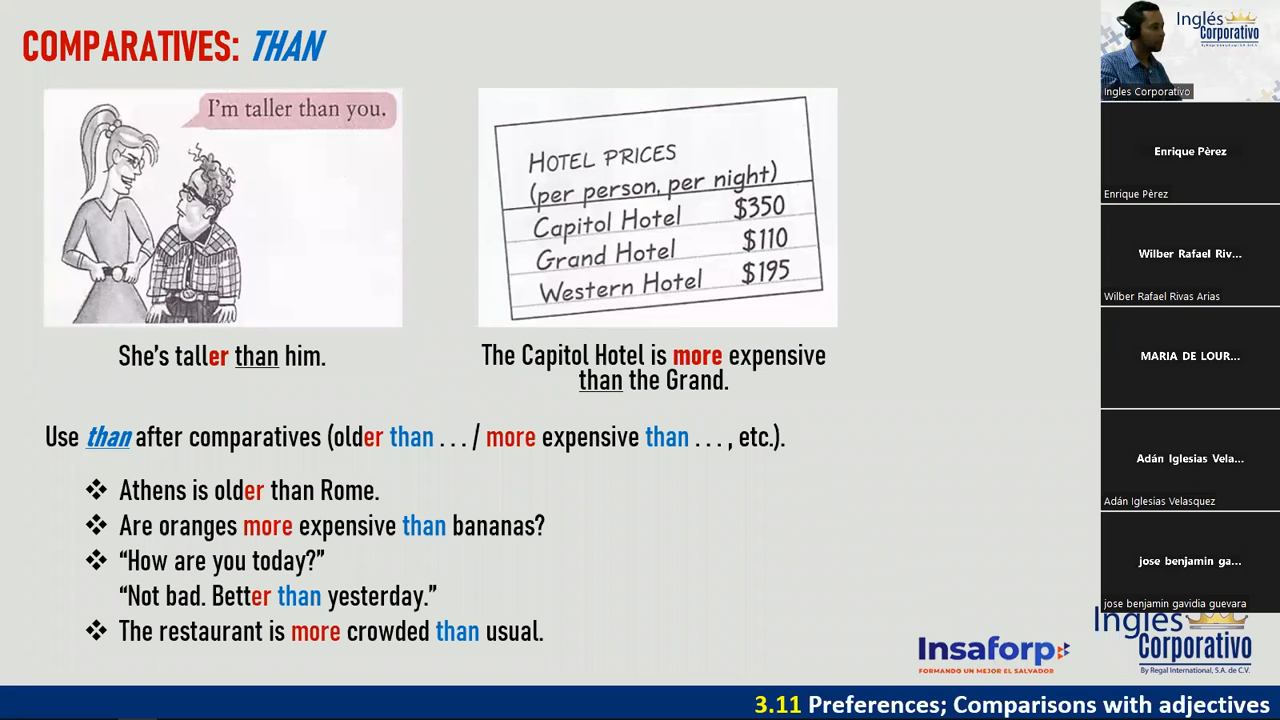 COMPARATIVES: THAN
I'm taller than you.
She's taller than him.
HOTEL PRICES
(per person, per night)
Capitol Hotel $350
Grand Hotel $110
Western Hotel $195
The Capitol Hotel is more expensive
than the Grand.
Use than after comparatives (older than . . . / more expensive than . . . , etc.).
❖ Athens is older than Rome.
❖ Are oranges more expensive than bananas?
❖ “How are you today?”
“Not bad. Better than yesterday.”
❖ The restaurant is more crowded than usual.
Insaforp
FORMANDO UN MEJOR EL SALVADOR
Inglés
Corporativo
By Regal International, S.A. de C.V.
3.11 Preferences; Comparisons with adjectives
Inglés
Corporativo
By Regal International, S.A. de C.V.
Ingles Corporativo
Enrique Pèrez
Enrique Pèrez
Wilber Rafael Riv...
Wilber Rafael Rivas Arias
MARIA DE LOUR...
Adán Iglesias Vela...
Adán Iglesias Velasquez
jose benjamin ga...
jose benjamin gavidia guevara